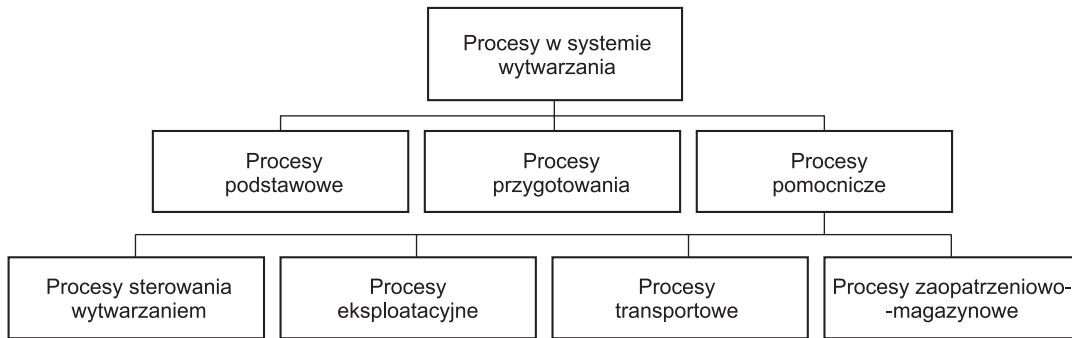 Procesy w systemie
wytwarzania
Procesy
podstawowe
Procesy
przygotowania
Procesy
pomocnicze
Procesy sterowania
wytwarzaniem
Procesy
eksploatacyjne
Procesy
transportowe
Procesy zaopatrzeniowo-
-magazynowe